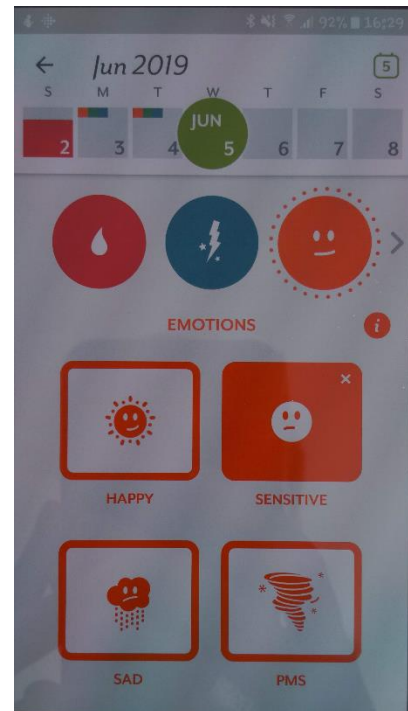 92% 16:29
Jun 2019 5
S M T W T F S
JUN
2 3 4 5 6 7 8
EMOTIONS i
HAPPY SENSITIVE
SAD PMS